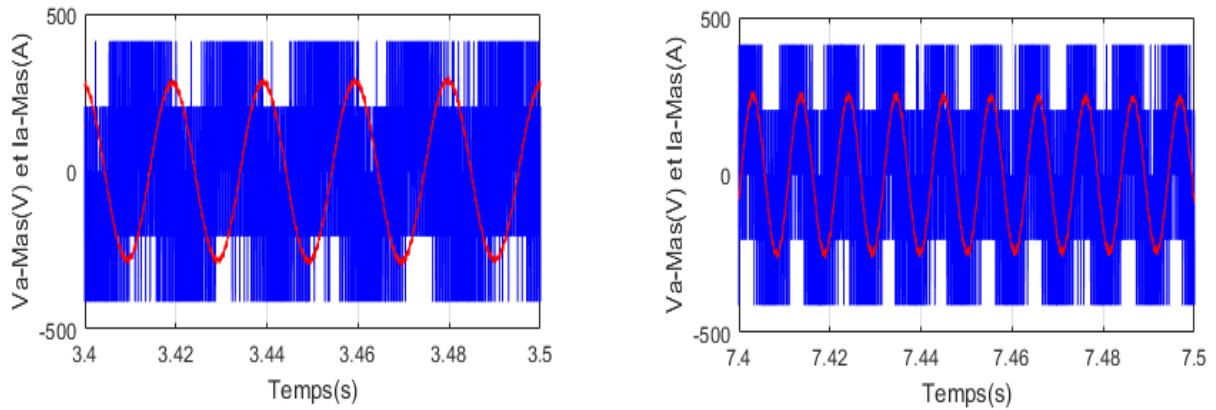 Va-Mas(V) et Ia-Mas(A)
500
0
-500
3.4 3.42 3.44 3.46 3.48 3.5
Temps(s)
Va-Mas(V) et Ia-Mas(A)
500
0
-500
7.4 7.42 7.44 7.46 7.48 7.5
Temps(s)